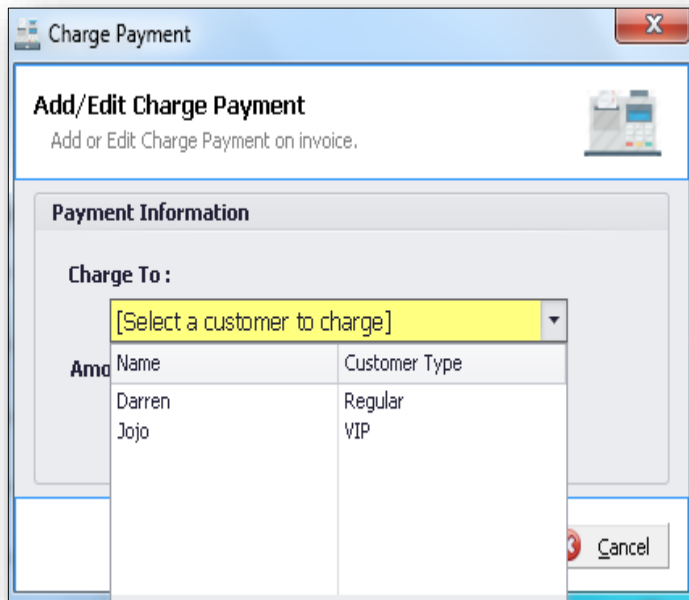 Charge Payment
X
Add/Edit Charge Payment
Add or Edit Charge Payment on invoice.
Payment Information
Charge To :
[Select a customer to charge]
Amo
Name Customer Type
Darren Regular
Jojo VIP
Cancel